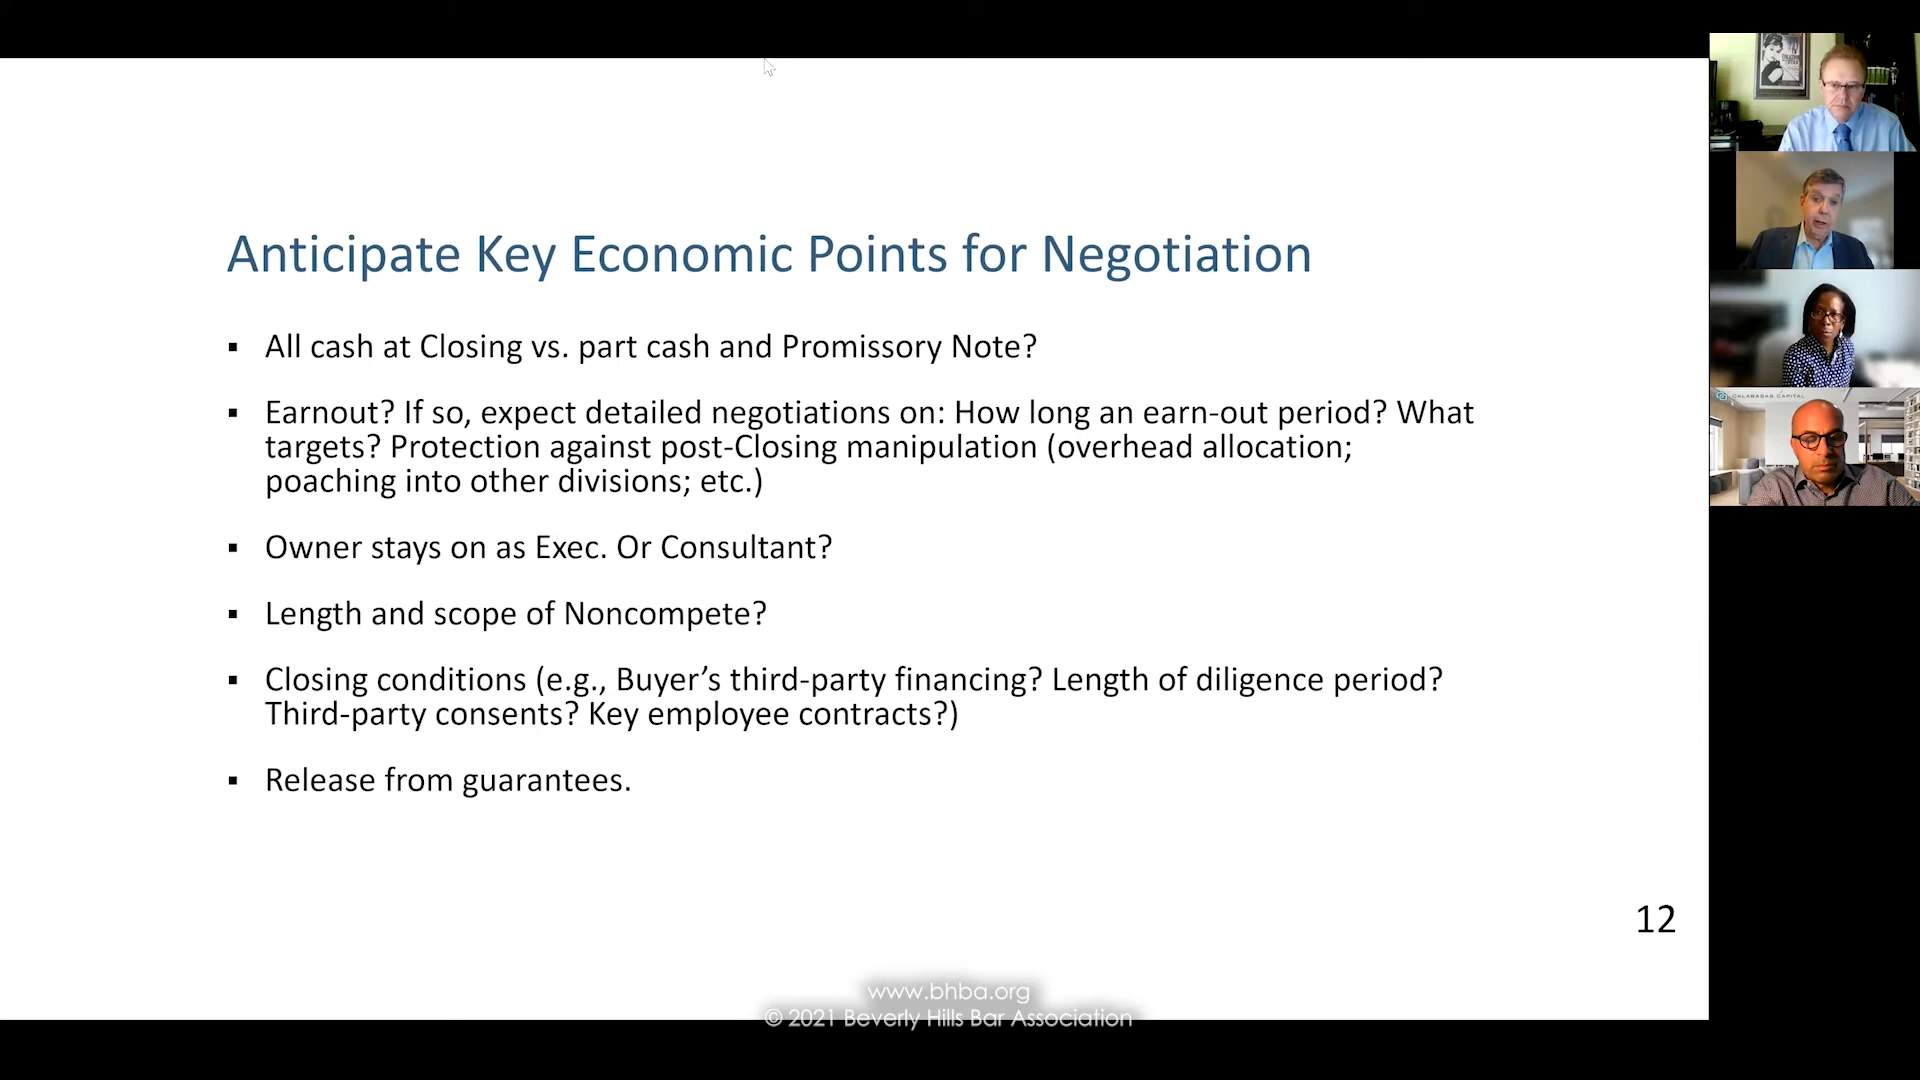 Anticipate Key Economic Points for Negotiation
▪ All cash at Closing vs. part cash and Promissory Note?
▪ Earnout? If so, expect detailed negotiations on: How long an earn-out period? What
targets? Protection against post-Closing manipulation (overhead allocation;
poaching into other divisions; etc.)
▪ Owner stays on as Exec. Or Consultant?
▪ Length and scope of Noncompete?
▪ Closing conditions (e.g., Buyer’s third-party financing? Length of diligence period?
Third-party consents? Key employee contracts?)
▪ Release from guarantees.
12
www.bhba.org
© 2021 Beverly Hills Bar Association
CALABASAS CAPITAL